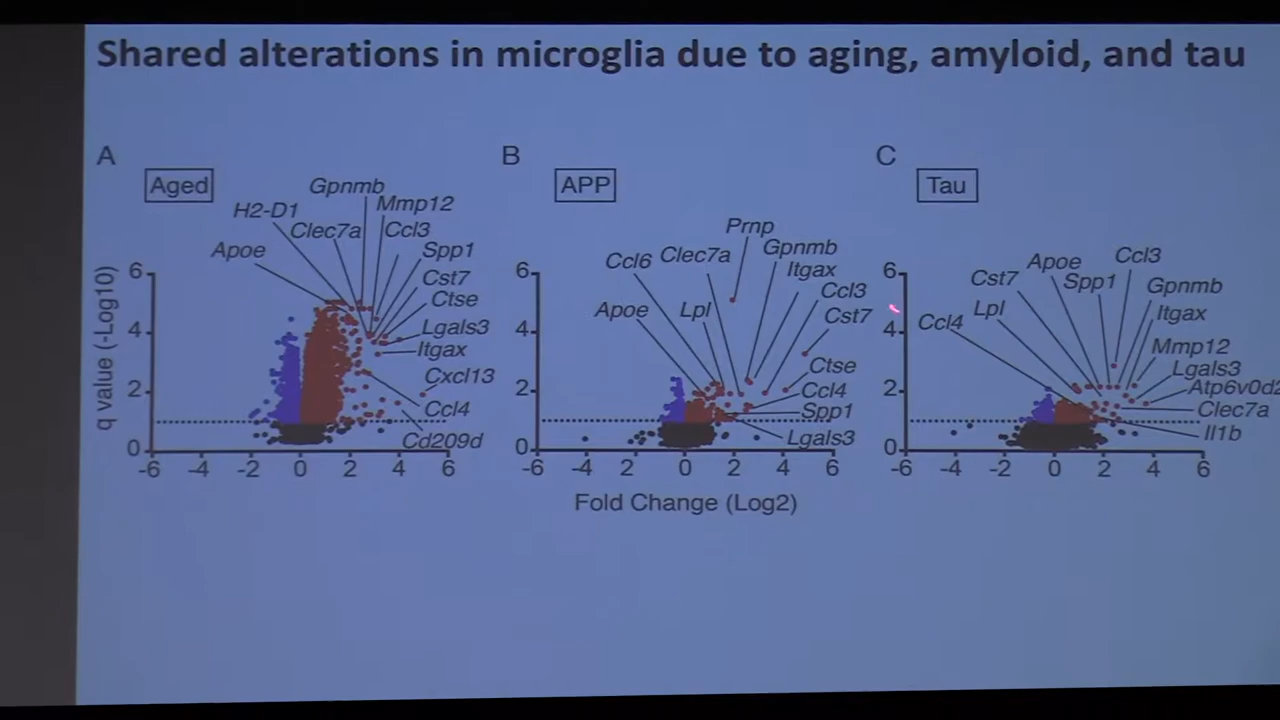 Shared alterations in microglia due to aging, amyloid, and tau
A
Aged
Gpnmb
H2-D1
Mmp12
Clec7a
Ccl3
Apoe
Spp1
Cst7
Ctse
Lgals3
Itgax
Cxcl13
Ccl4
Cd209d
q value (-Log10)
6
4
2
0
-6 -4 -2 0 2 4 6
B
APP
Prnp
Ccl6
Clec7a
Gpnmb
Itgax
Apoe
Lpl
Ccl3
Cst7
Ctse
Ccl4
Spp1
Lgals3
6
4
2
0
-6 -4 2 0 2 4 6
Fold Change (Log2)
C
Tau
Ccl3
Apoe
Cst7
Spp1
Gpnmb
Lpl
Itgax
Ccl4
Mmp12
Lgals3
Atp6v0d2
Clec7a
Il1b
6
4
2
0
-6 -4 -2 0 2 4 6